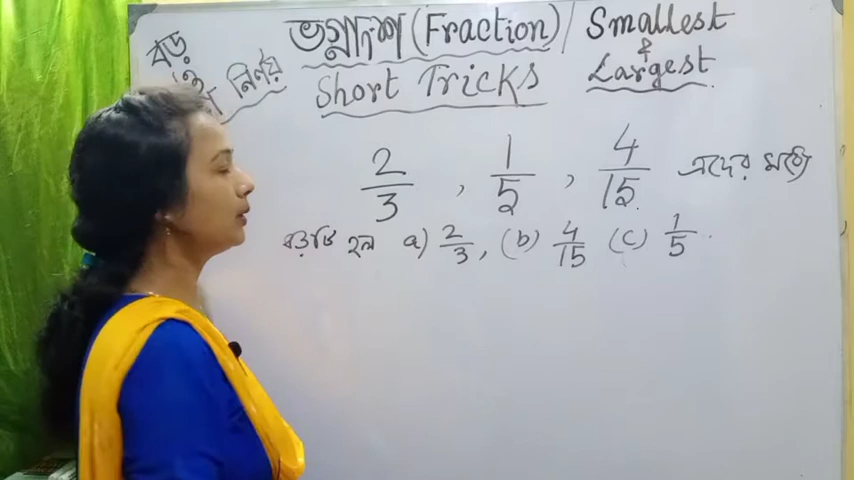 ভগ্নাংশ (Fraction) / Smallest & Largest
Short Tricks
বড় ও নির্ণয়
2/3 , 1/5 , 4/15 এদের মধ্যে
বড়টি হল a) 2/3 , (b) 4/15 (c) 1/5 .